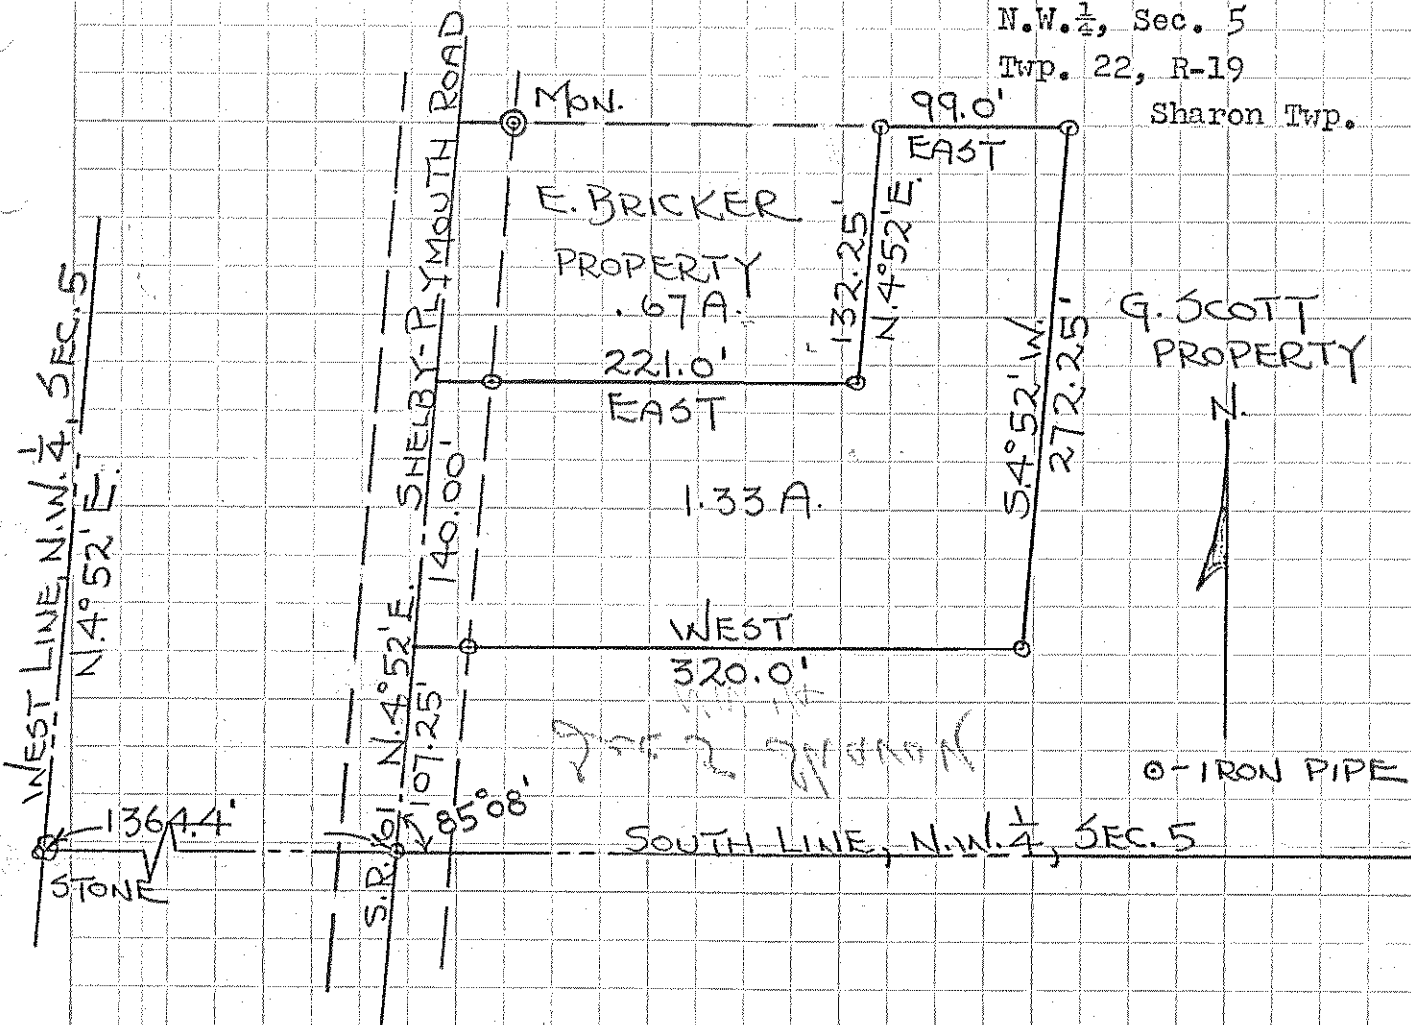 N.W.¼, Sec. 5
Twp. 22, R-19
Sharon Twp.
MON.
99.0'
EAST
E. BRICKER
PROPERTY
.67 A.
132.25'
N.4°52'E.
221.0'
EAST
G. SCOTT
PROPERTY
N.
S.4°52'W.
272.25'
1.33 A.
SHELBY-PLYMOUTH ROAD
140.00'
WEST LINE, N.W.¼, SEC. 5
N.4°52'E.
WEST
320.0'
N.4°52'E.
107.25'
85°08'
⊙-IRON PIPE
1364.4'
STONE
SOUTH LINE, N.W.¼, SEC. 5